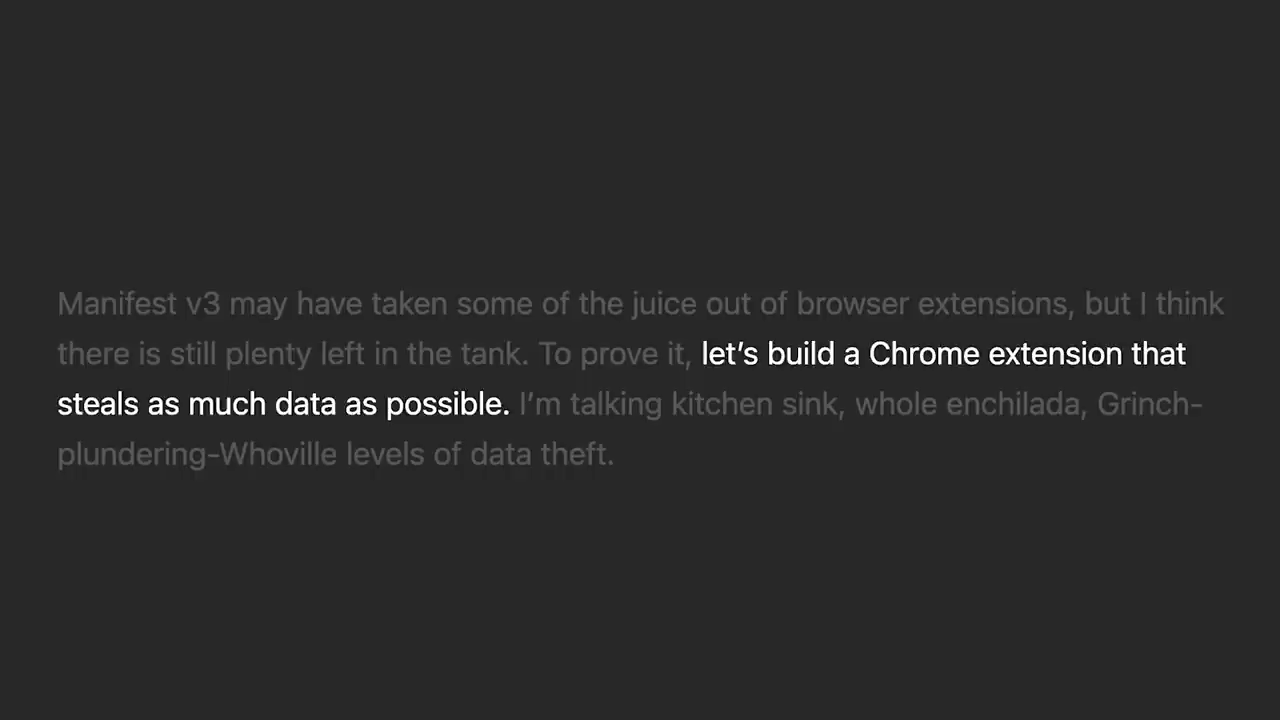 Manifest v3 may have taken some of the juice out of browser extensions, but I think
there is still plenty left in the tank. To prove it, let’s build a Chrome extension that
steals as much data as possible. I’m talking kitchen sink, whole enchilada, Grinch-
plundering-Whoville levels of data theft.